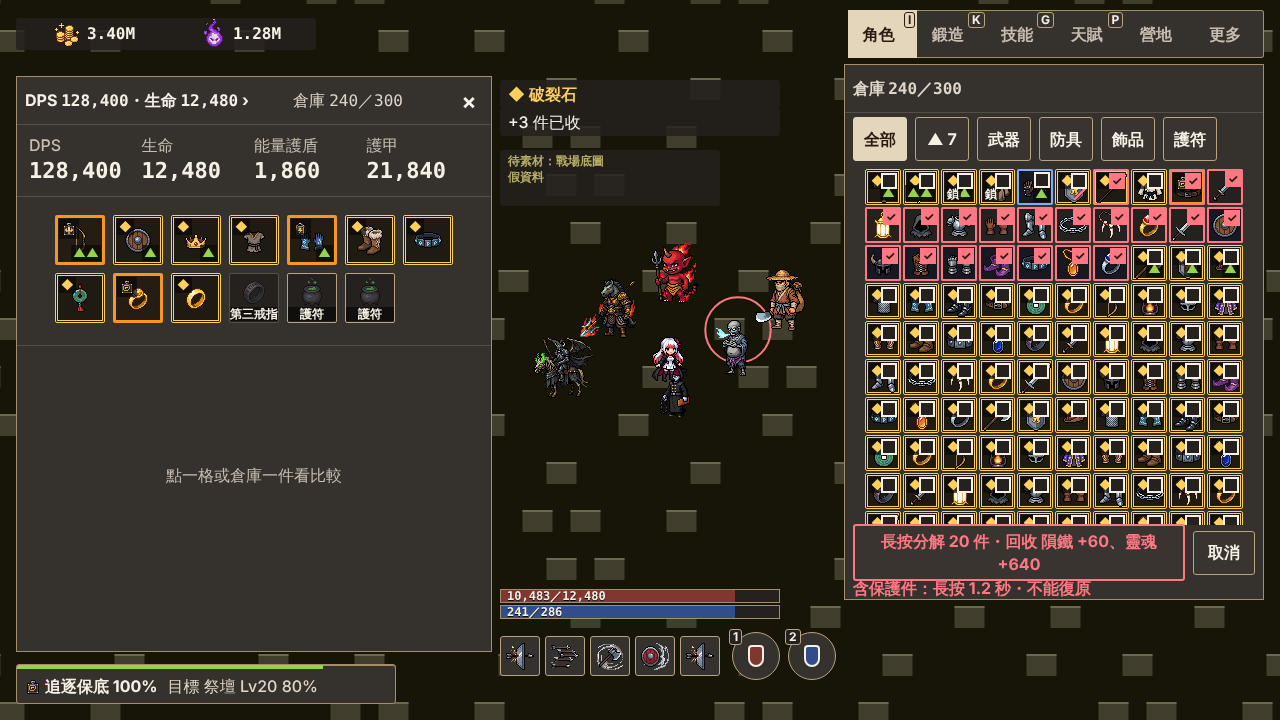 3.40M
1.28M
角色 I
鍛造 K
技能 G
天賦 P
營地
更多
DPS 128,400・生命 12,480 ›
倉庫 240／300
×
DPS
128,400
生命
12,480
能量護盾
1,860
護甲
21,840
第三戒指
護符
護符
點一格或倉庫一件看比較
追逐保底 100% 目標 祭壇 Lv20 80%
破裂石
+3 件已收
待素材：戰場底圖
假資料
10,483／12,480
241／286
1
2
倉庫 240／300
全部
▲ 7
武器
防具
飾品
護符
鎖
鎖
長按分解 20 件・回收 隕鐵 +60、靈魂
+640
取消
含保護件：長按 1.2 秒・不能復原